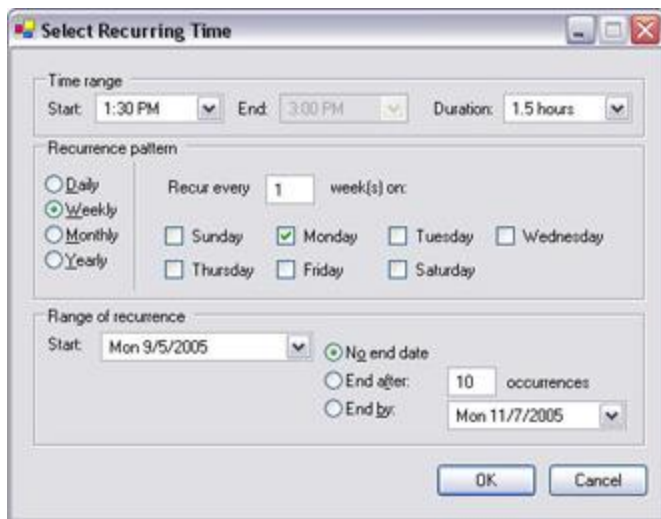 Select Recurring Time
Time range
Start: 1:30 PM End: 3:00 PM Duration: 1.5 hours
Recurrence pattern
Daily
Recur every 1 week(s) on:
Weekly
Monthly
Sunday Monday Tuesday Wednesday
Yearly
Thursday Friday Saturday
Range of recurrence
Start: Mon 9/5/2005
No end date
End after: 10 occurrences
End by: Mon 11/7/2005
OK Cancel